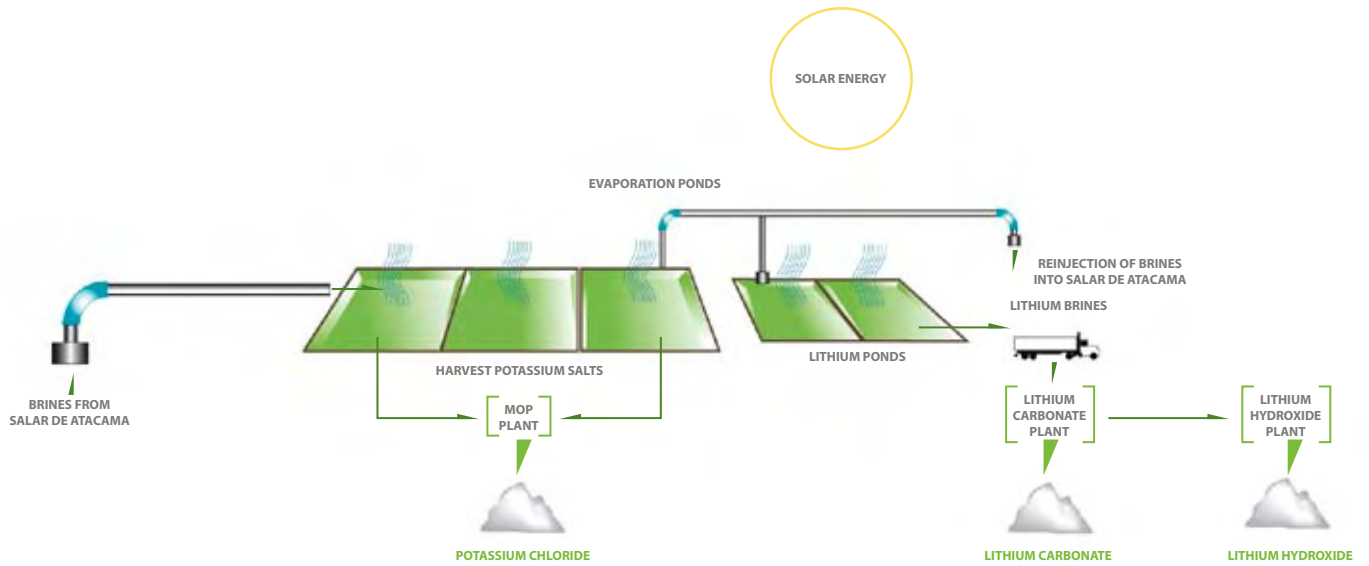 SOLAR ENERGY
EVAPORATION PONDS
REINJECTION OF BRINES
INTO SALAR DE ATACAMA
LITHIUM BRINES
LITHIUM PONDS
HARVEST POTASSIUM SALTS
BRINES FROM
SALAR DE ATACAMA
MOP
PLANT
LITHIUM
CARBONATE
PLANT
LITHIUM
HYDROXIDE
PLANT
POTASSIUM CHLORIDE
LITHIUM CARBONATE
LITHIUM HYDROXIDE